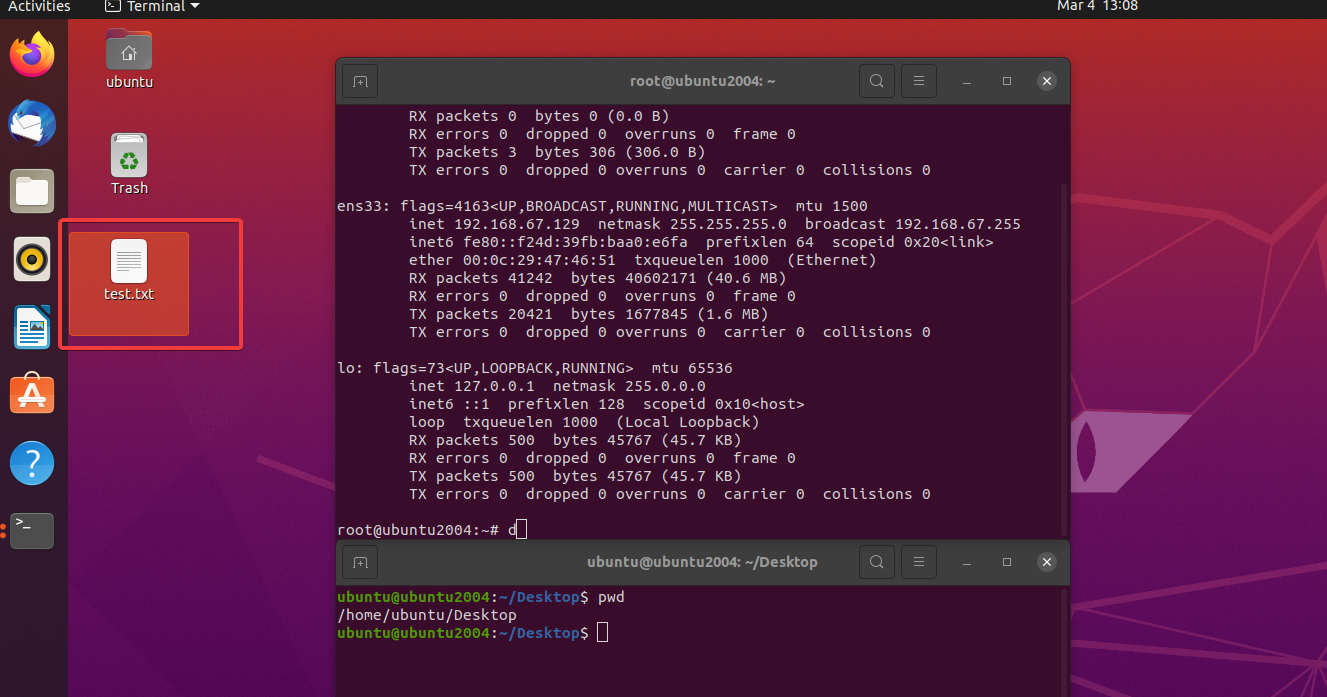 Activities
Terminal
Mar 4 13:08
ubuntu
Trash
test.txt
root@ubuntu2004: ~
RX packets 0  bytes 0 (0.0 B)
RX errors 0  dropped 0  overruns 0  frame 0
TX packets 3  bytes 306 (306.0 B)
TX errors 0  dropped 0 overruns 0  carrier 0  collisions 0
ens33: flags=4163<UP,BROADCAST,RUNNING,MULTICAST>  mtu 1500
inet 192.168.67.129  netmask 255.255.255.0  broadcast 192.168.67.255
inet6 fe80::f24d:39fb:baa0:e6fa  prefixlen 64  scopeid 0x20<link>
ether 00:0c:29:47:46:51  txqueuelen 1000  (Ethernet)
RX packets 41242  bytes 40602171 (40.6 MB)
RX errors 0  dropped 0  overruns 0  frame 0
TX packets 20421  bytes 1677845 (1.6 MB)
TX errors 0  dropped 0 overruns 0  carrier 0  collisions 0
lo: flags=73<UP,LOOPBACK,RUNNING>  mtu 65536
inet 127.0.0.1  netmask 255.0.0.0
inet6 ::1  prefixlen 128  scopeid 0x10<host>
loop  txqueuelen 1000  (Local Loopback)
RX packets 500  bytes 45767 (45.7 KB)
RX errors 0  dropped 0  overruns 0  frame 0
TX packets 500  bytes 45767 (45.7 KB)
TX errors 0  dropped 0 overruns 0  carrier 0  collisions 0
root@ubuntu2004:~# d
ubuntu@ubuntu2004: ~/Desktop
ubuntu@ubuntu2004:~/Desktop$ pwd
/home/ubuntu/Desktop
ubuntu@ubuntu2004:~/Desktop$